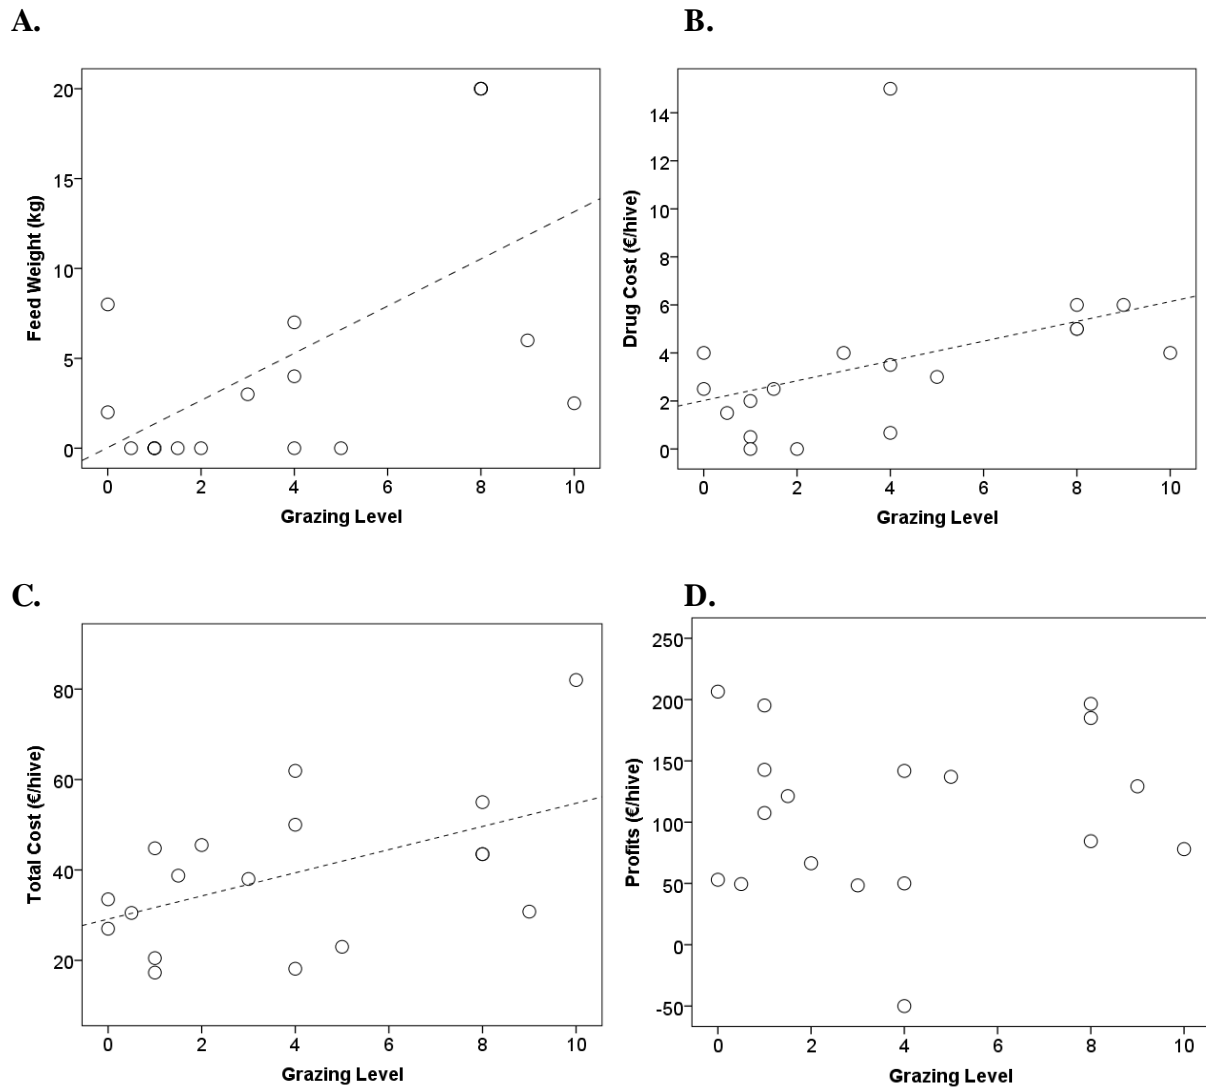 A.
B.
20
15
10
5
0
Feed Weight (kg)
0 2 4 6 8 10
Grazing Level
14
12
10
8
6
4
2
0
Drug Cost (€/hive)
0 2 4 6 8 10
Grazing Level
C.
D.
80
60
40
20
Total Cost (€/hive)
0 2 4 6 8 10
Grazing Level
250
200
150
100
50
0
-50
Profits (€/hive)
0 2 4 6 8 10
Grazing Level